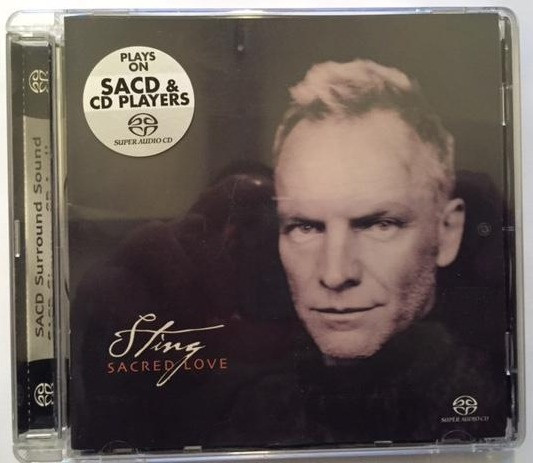 PLAYS
ON
SACD &
CD PLAYERS
SUPER AUDIO CD
SACD Surround Sound
Sting
SACRED LOVE
SUPER AUDIO CD